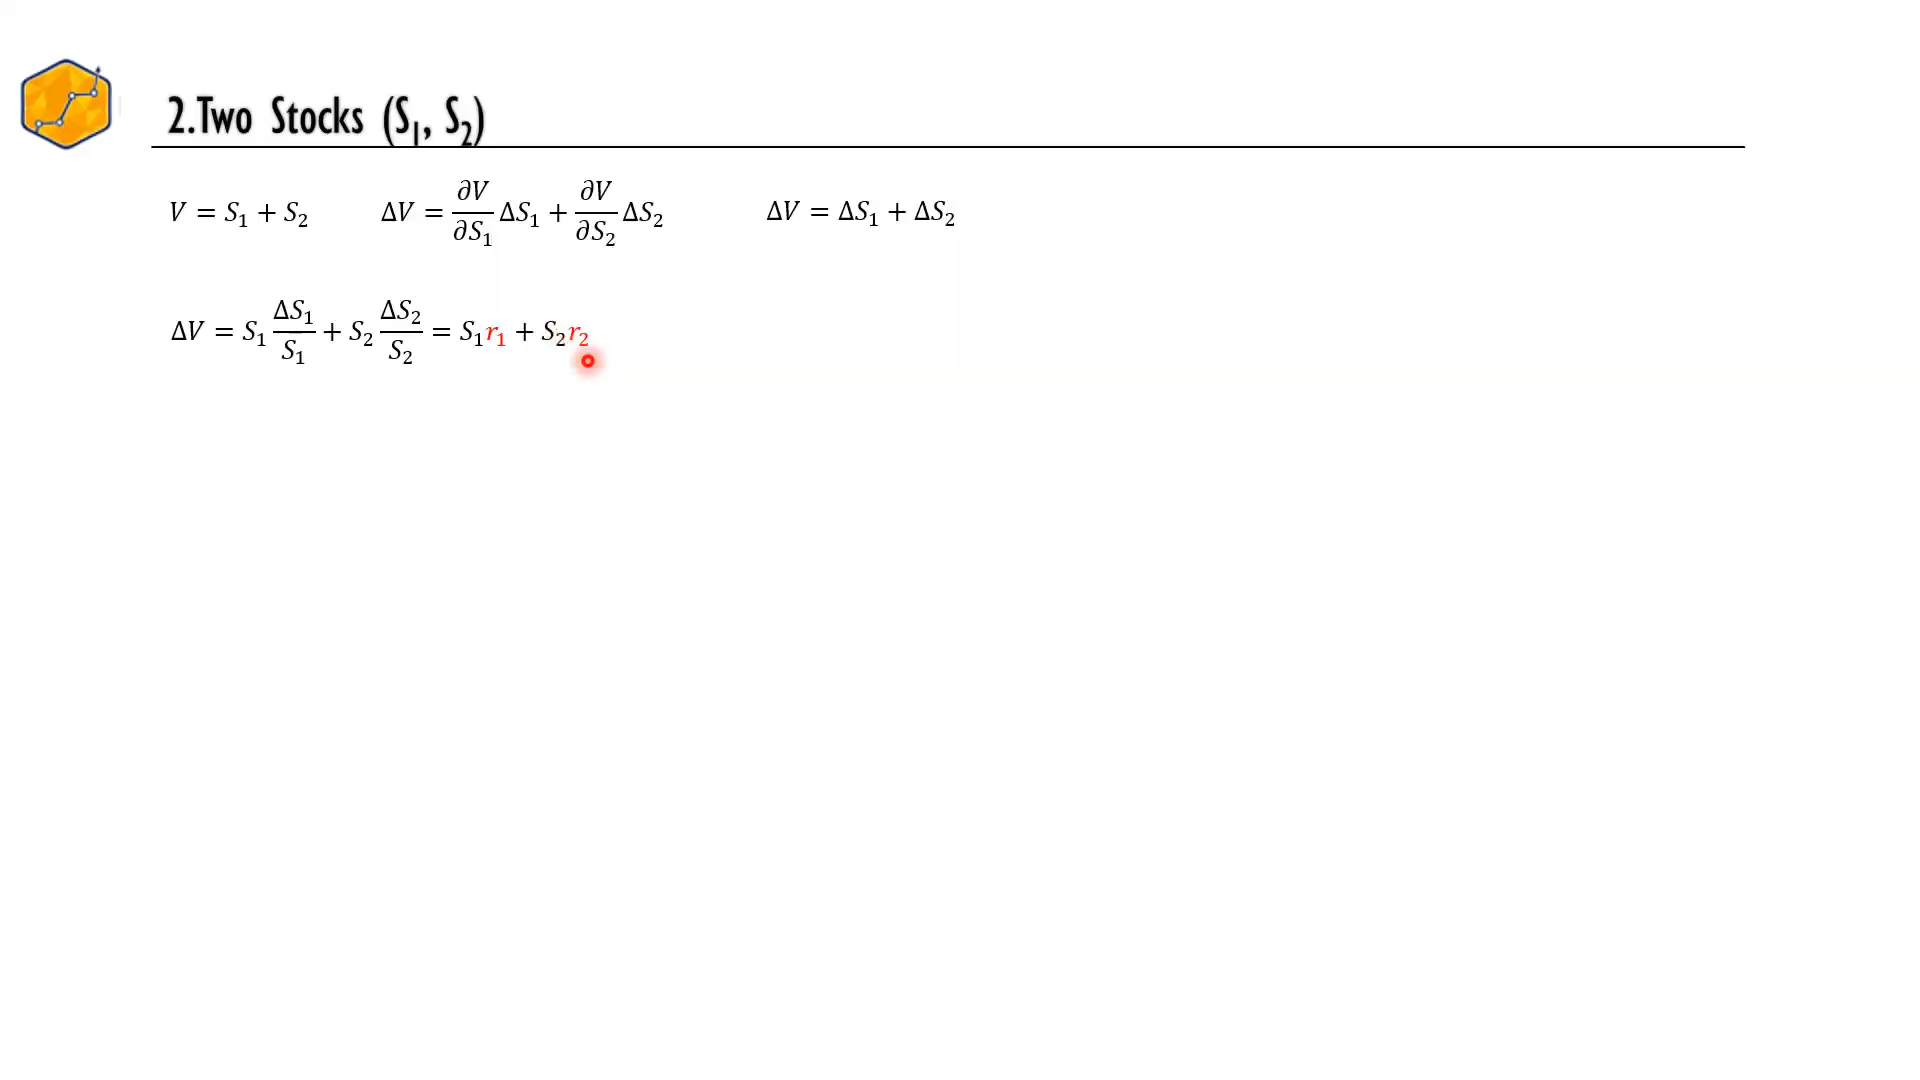 2.Two Stocks (S₁, S₂)
V = S₁ + S₂    ΔV = ∂V/∂S₁ ΔS₁ + ∂V/∂S₂ ΔS₂    ΔV = ΔS₁ + ΔS₂
ΔV = S₁ ΔS₁/S₁ + S₂ ΔS₂/S₂ = S₁r₁ + S₂r₂